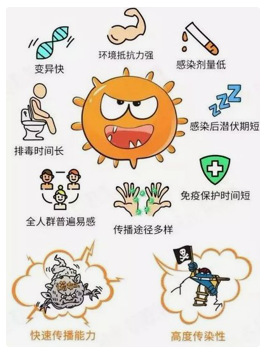 环境抵抗力强
变异快
感染剂量低
排毒时间长
感染后潜伏期短
免疫保护时间短
全人群普遍易感
传播途径多样
快速传播能力
高度传染性